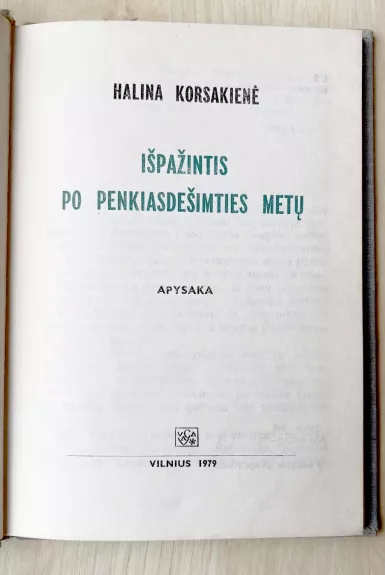 HALINA KORSAKIENĖ
IŠPAŽINTIS
PO PENKIASDEŠIMTIES METŲ
APYSAKA
VILNIUS 1979